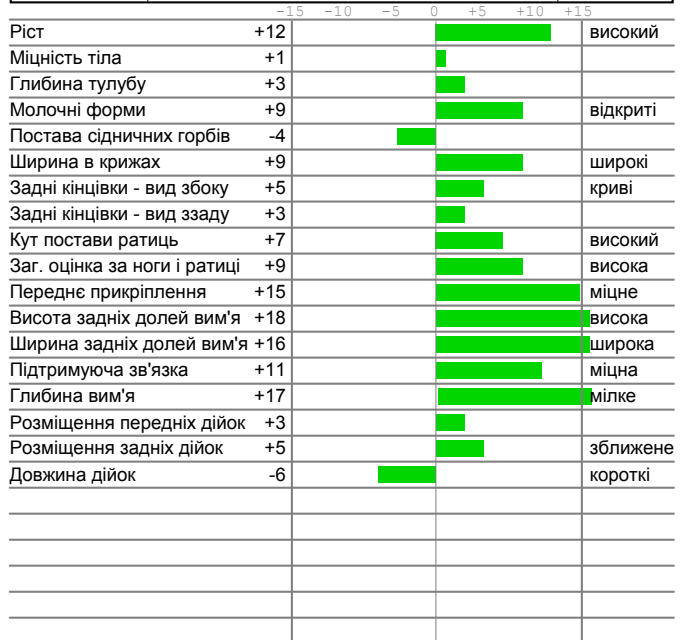 -15 -10 -5 0 +5 +10 +15
Ріст +12 високий
Міцність тіла +1
Глибина тулубу +3
Молочні форми +9 відкриті
Постава сідничних горбів -4
Ширина в крижах +9 широкі
Задні кінцівки - вид збоку +5 криві
Задні кінцівки - вид ззаду +3
Кут постави ратиць +7 високий
Заг. оцінка за ноги і ратиці +9 висока
Переднє прикріплення +15 міцне
Висота задніх долей вим'я +18 висока
Ширина задніх долей вим'я +16 широка
Підтримуюча зв'язка +11 міцна
Глибина вим'я +17 мілке
Розміщення передніх дійок +3
Розміщення задніх дійок +5 зближене
Довжина дійок -6 короткі